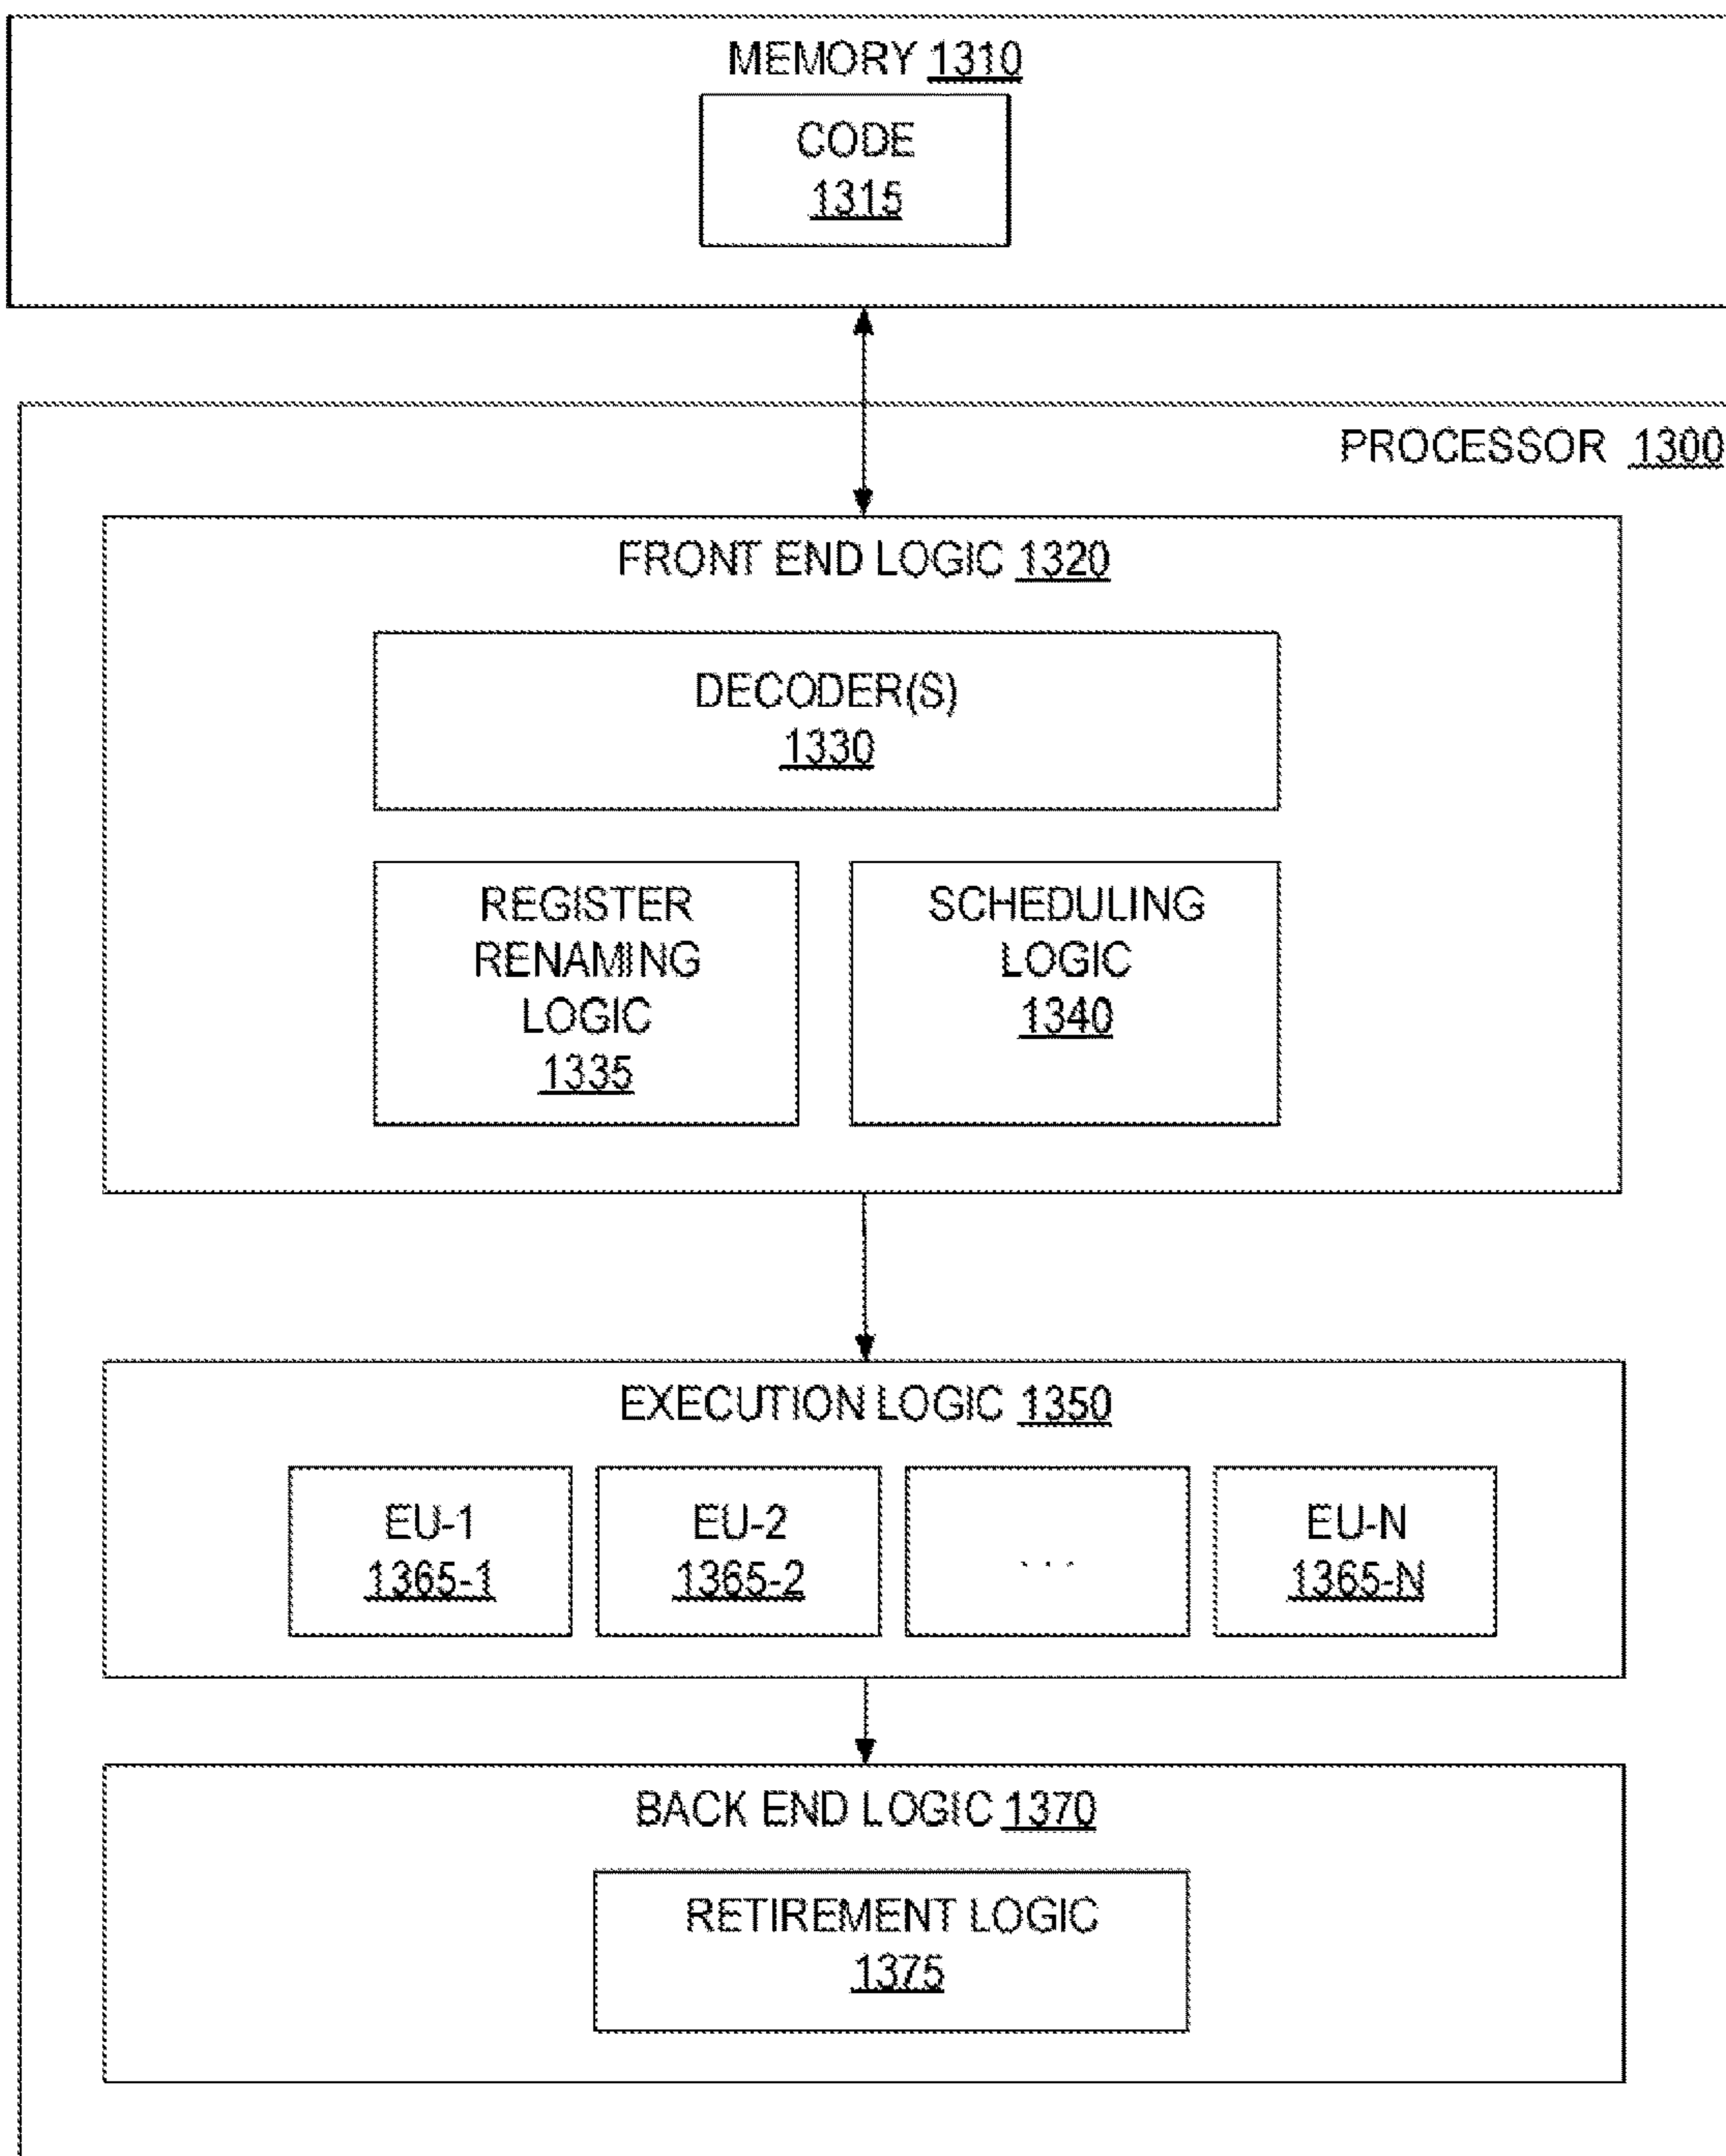 MEMORY 1310
CODE
1315
PROCESSOR 1300
FRONT END LOGIC 1320
DECODER(S)
1330
REGISTER
RENAMING
LOGIC
1335
SCHEDULING
LOGIC
1340
EXECUTION LOGIC 1350
EU-1
1365-1
EU-2
1365-2
. . .
EU-N
1365-N
BACK END LOGIC 1370
RETIREMENT LOGIC
1375